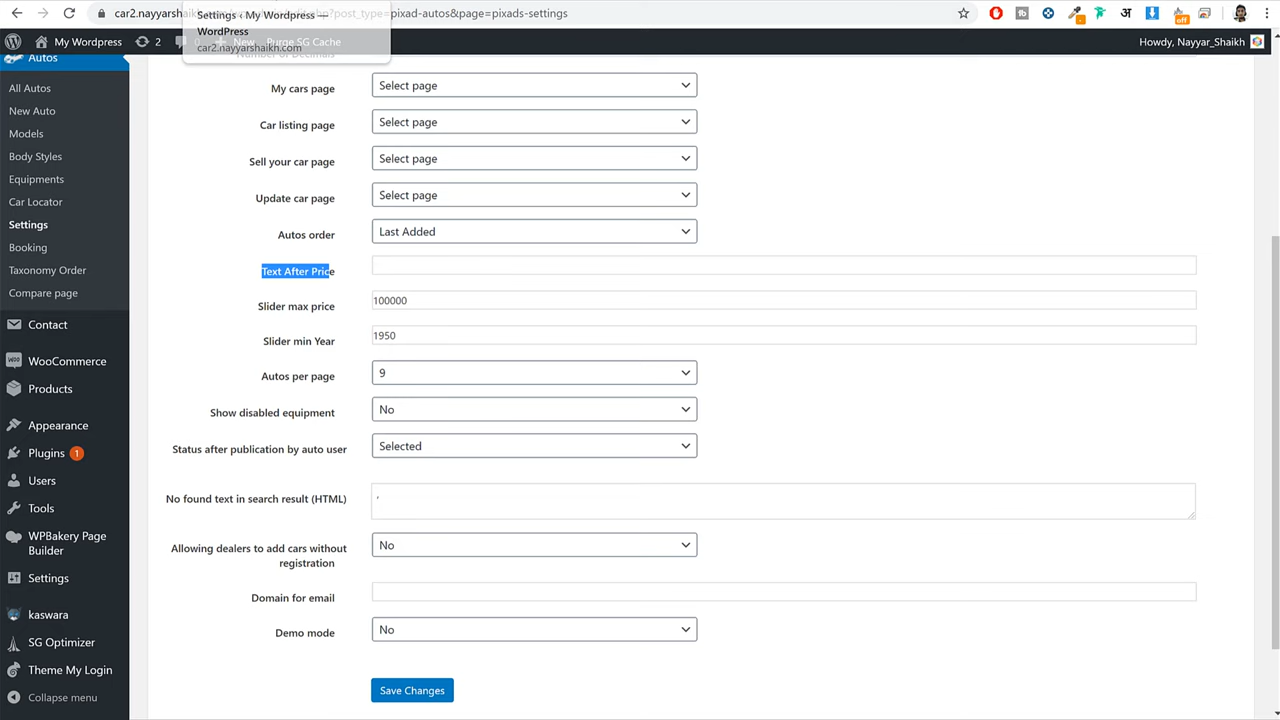 car2.nayyarsh
?post_type=pixad-autos&page=pixads-settings
Settings ‹ My Wordpress —
WordPress
car2.nayyarshaikh.com
My Wordpress
2
0
New
Purge SG Cache
Howdy, Nayyar_Shaikh
off
अ
Autos
All Autos
New Auto
Models
Body Styles
Equipments
Car Locator
Settings
Booking
Taxonomy Order
Compare page
Contact
WooCommerce
Products
Appearance
Plugins 1
Users
Tools
WPBakery Page
Builder
Settings
kaswara
SG Optimizer
Theme My Login
Collapse menu
Number of Decimals
My cars page Select page
Car listing page Select page
Sell your car page Select page
Update car page Select page
Autos order Last Added
Text After Price
Slider max price 100000
Slider min Year 1950
Autos per page 9
Show disabled equipment No
Status after publication by auto user Selected
No found text in search result (HTML) ,
Allowing dealers to add cars without
registration No
Domain for email
Demo mode No
Save Changes